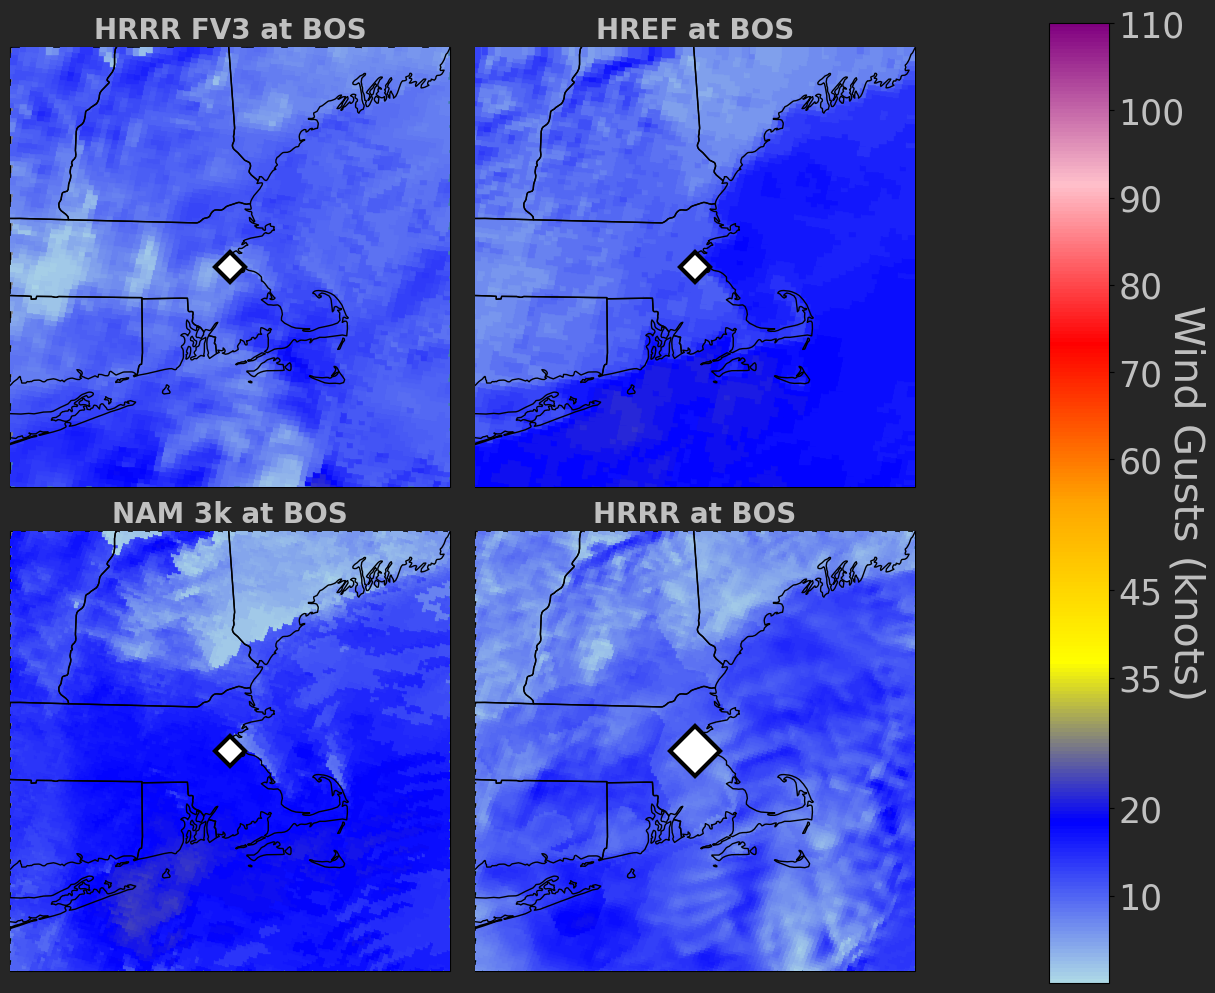 HRRR FV3 at BOS
HREF at BOS
NAM 3k at BOS
HRRR at BOS
110
100
90
80
70
60
45
35
20
10
Wind Gusts (knots)